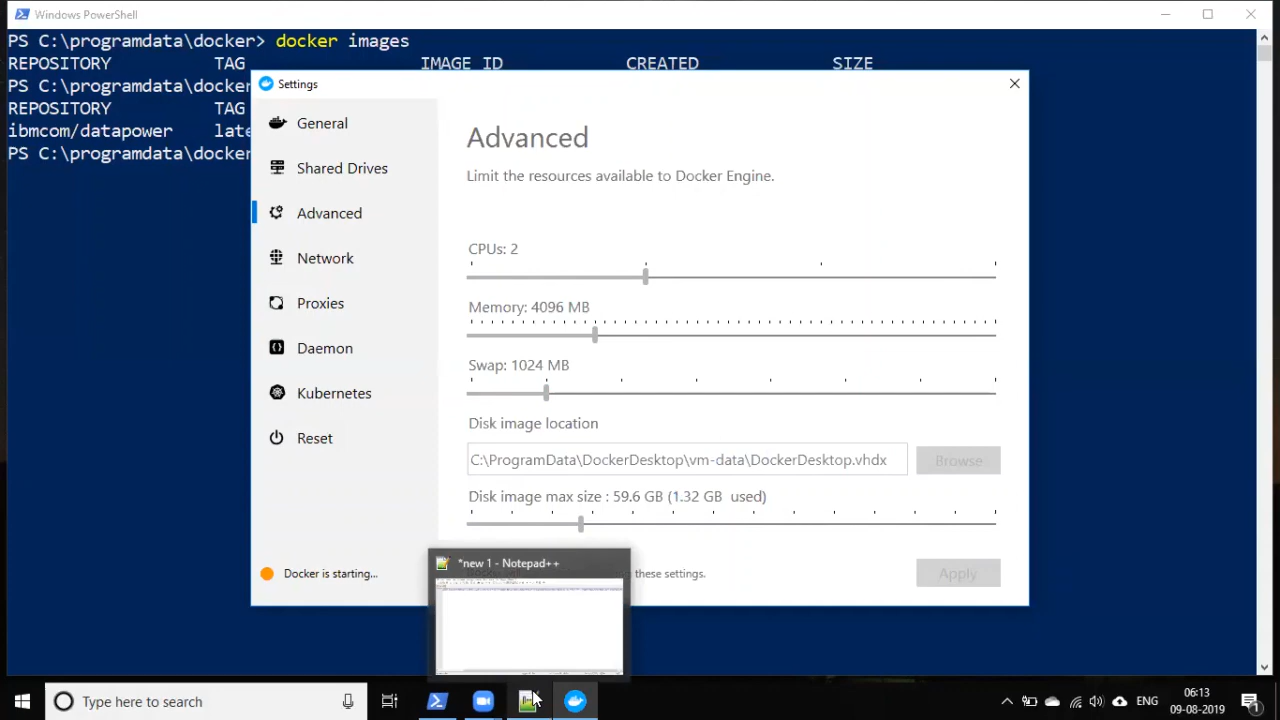 Windows PowerShell
PS C:\programdata\docker> docker images
REPOSITORY TAG IMAGE ID CREATED SIZE
PS C:\programdata\docker
REPOSITORY TAG
ibmcom/datapower late
PS C:\programdata\docker
Settings
General
Shared Drives
Advanced
Network
Proxies
Daemon
Kubernetes
Reset
Docker is starting...
Advanced
Limit the resources available to Docker Engine.
CPUs: 2
Memory: 4096 MB
Swap: 1024 MB
Disk image location
C:\ProgramData\DockerDesktop\vm-data\DockerDesktop.vhdx
Browse
Disk image max size : 59.6 GB (1.32 GB used)
these settings.
Apply
*new 1 - Notepad++
Type here to search
ENG
06:13
09-08-2019
1